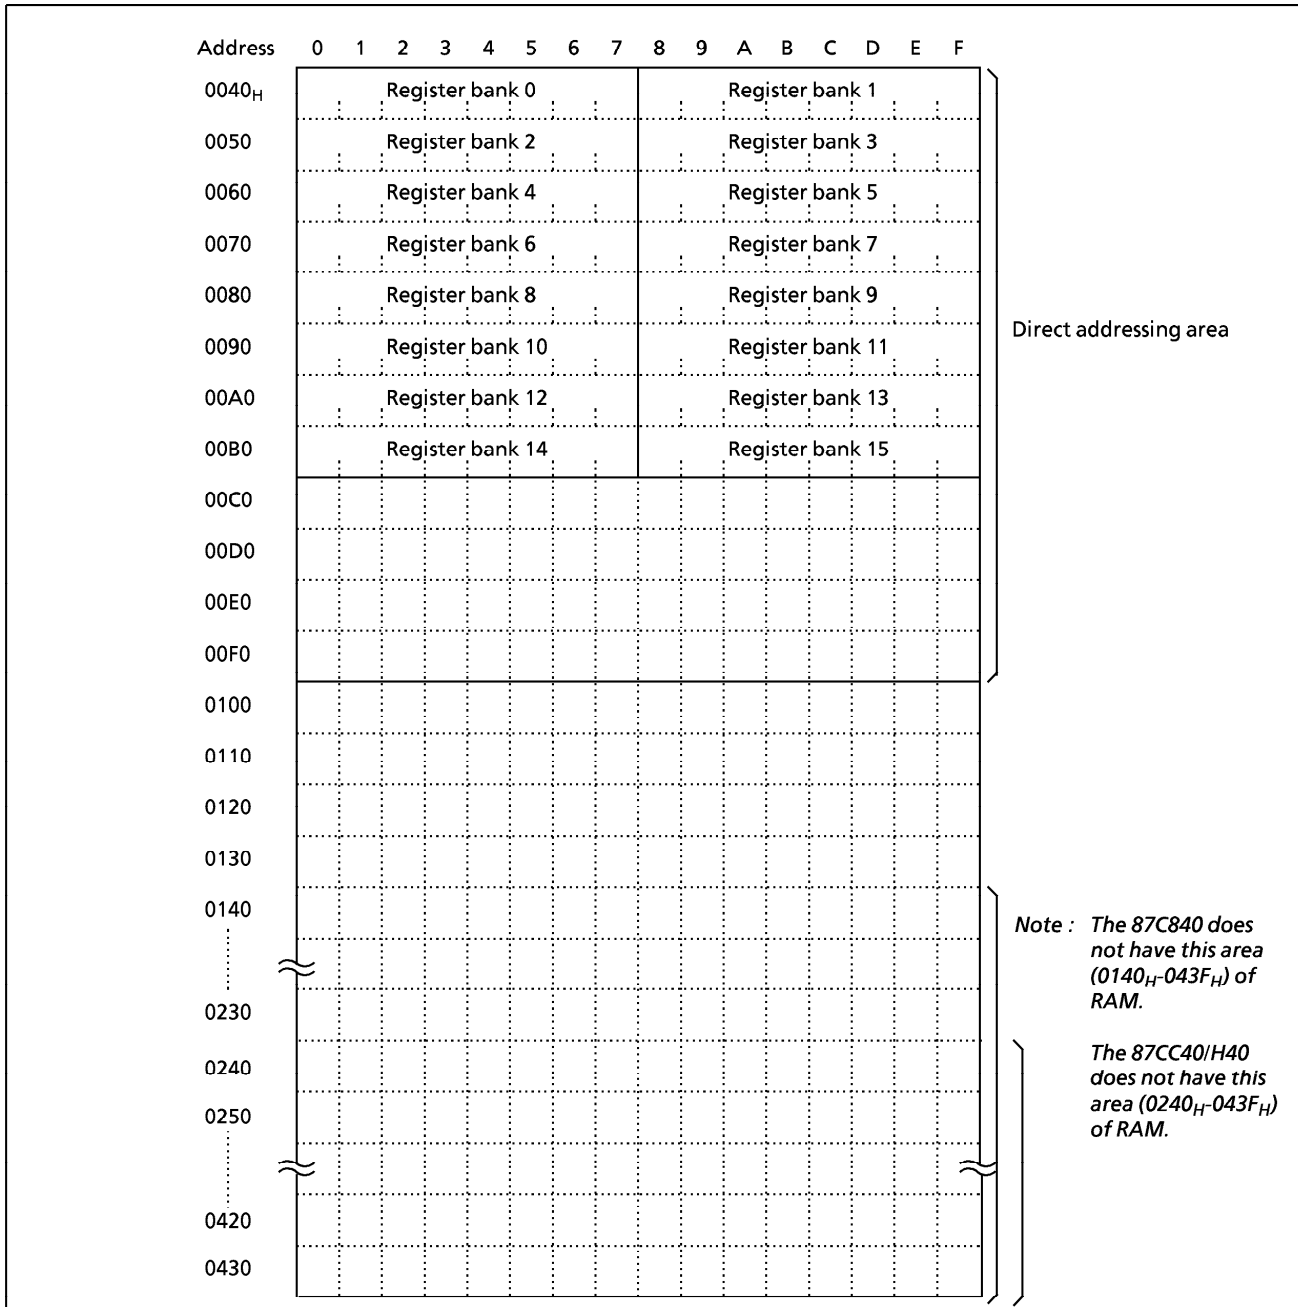 Address 0 1 2 3 4 5 6 7 8 9 A B C D E F
0040H Register bank 0 Register bank 1
0050 Register bank 2 Register bank 3
0060 Register bank 4 Register bank 5
0070 Register bank 6 Register bank 7
0080 Register bank 8 Register bank 9
Direct addressing area
0090 Register bank 10 Register bank 11
00A0 Register bank 12 Register bank 13
00B0 Register bank 14 Register bank 15
00C0
00D0
00E0
00F0
0100
0110
0120
0130
0140
Note : The 87C840 does
not have this area
(0140H-043FH) of
RAM.
0230
The 87CC40/H40
does not have this
area (0240H-043FH)
of RAM.
0240
0250
0420
0430